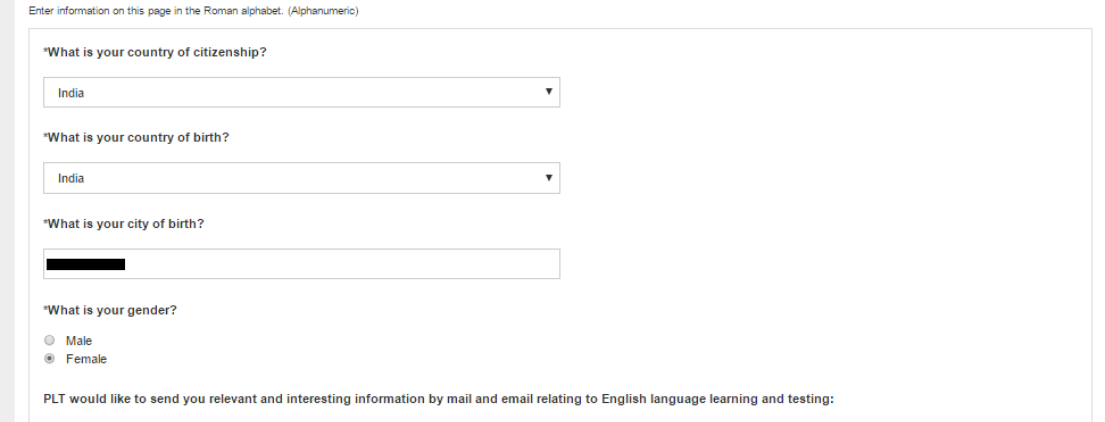 Enter information on this page in the Roman alphabet. (Alphanumeric)
*What is your country of citizenship?
India
*What is your country of birth?
India
*What is your city of birth?
*What is your gender?
Male
Female
PLT would like to send you relevant and interesting information by mail and email relating to English language learning and testing: